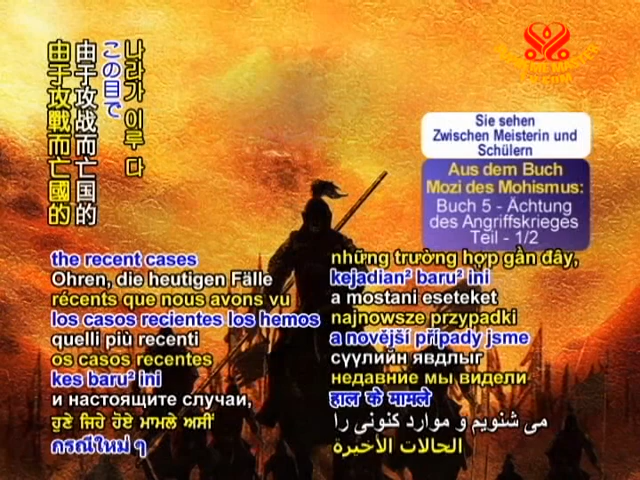 나라가 이루 다
この目で
由于攻战而亡国的
由于攻戰而亡國的
Sie sehen
Zwischen Meisterin und
Schülern
Aus dem Buch
Mozi des Mohismus:
Buch 5 - Ächtung
des Angriffskrieges
Teil - 1/2
the recent cases
Ohren, die heutigen Fälle
récents que nous avons vu
los casos recientes los hemos
quelli più recenti
os casos recentes
kes baru² ini
и настоящите случаи,
ਹੁਣੇ ਜਿਹੇ ਹੋਏ ਮਾਮਲੇ ਅਸੀਂ
กรณีใหม่ ๆ
những trường hợp gần đây,
kejadian² baru² ini
a mostani eseteket
najnowsze przypadki
a novější případy jsme
сүүлийн явдлыг
недавние мы видели
हाल के मामले
می شنویم و موارد کنونی را
الحالات الأخيرة